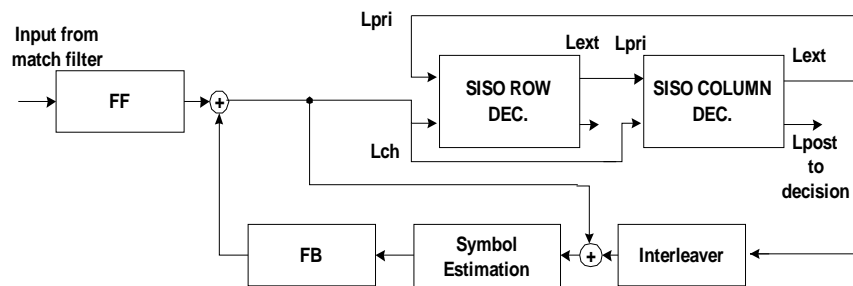 Lpri
Input from
match filter
Lext
Lpri
Lext
FF
+
SISO ROW
DEC.
SISO COLUMN
DEC.
Lch
Lpost
to
decision
FB
Symbol
Estimation
+
Interleaver